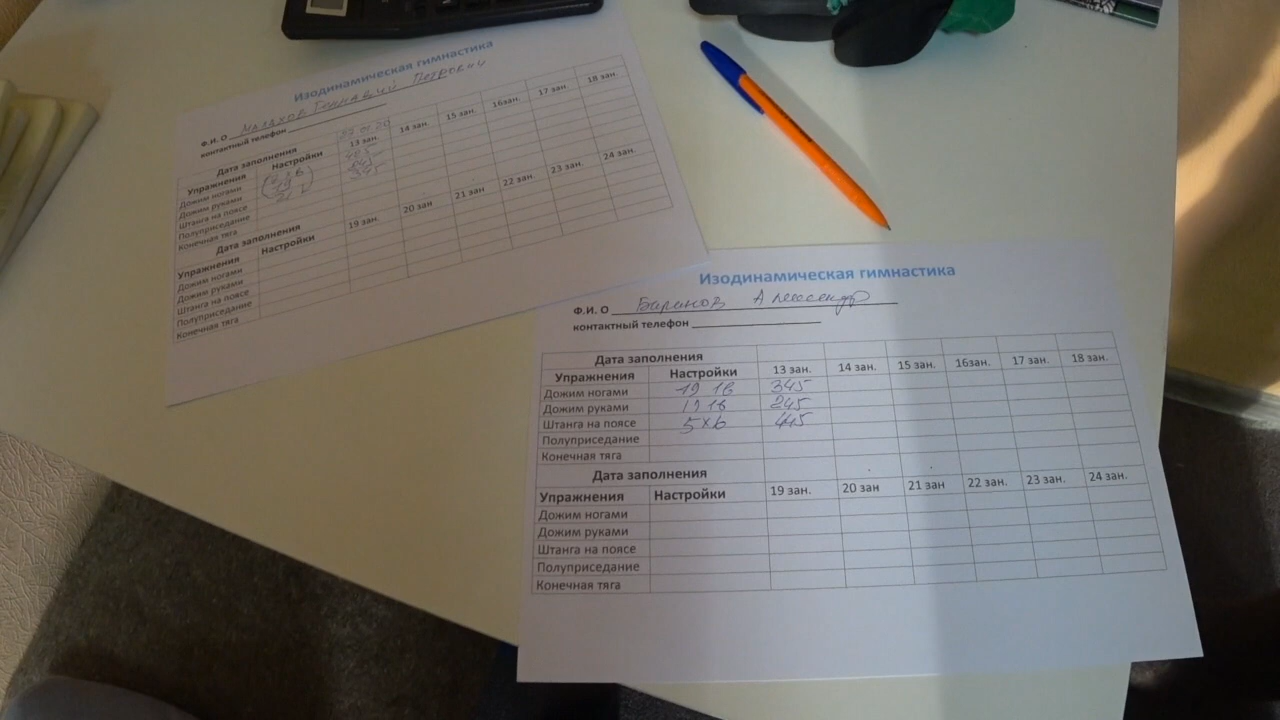 Изодинамическая гимнастика
Ф.И. О Малахов Геннадий Петрович
контактный телефон
Дата заполнения
Упражнения Настройки 13 зан. 14 зан. 15 зан. 16зан. 17 зан. 18 зан.
Дожим ногами
Дожим руками
Штанга на поясе
Полуприседание
Конечная тяга
Дата заполнения
Упражнения Настройки 19 зан. 20 зан 21 зан 22 зан. 23 зан. 24 зан.
Дожим ногами
Дожим руками
Штанга на поясе
Полуприседание
Конечная тяга
Изодинамическая гимнастика
Ф.И. О Баринов Александр
контактный телефон
Дата заполнения
Упражнения Настройки 13 зан. 14 зан. 15 зан. 16зан. 17 зан. 18 зан.
Дожим ногами 19 1в 345
Дожим руками 19 1в 245
Штанга на поясе 445
Полуприседание
Конечная тяга
Дата заполнения
Упражнения Настройки 19 зан. 20 зан 21 зан 22 зан. 23 зан. 24 зан.
Дожим ногами
Дожим руками
Штанга на поясе
Полуприседание
Конечная тяга